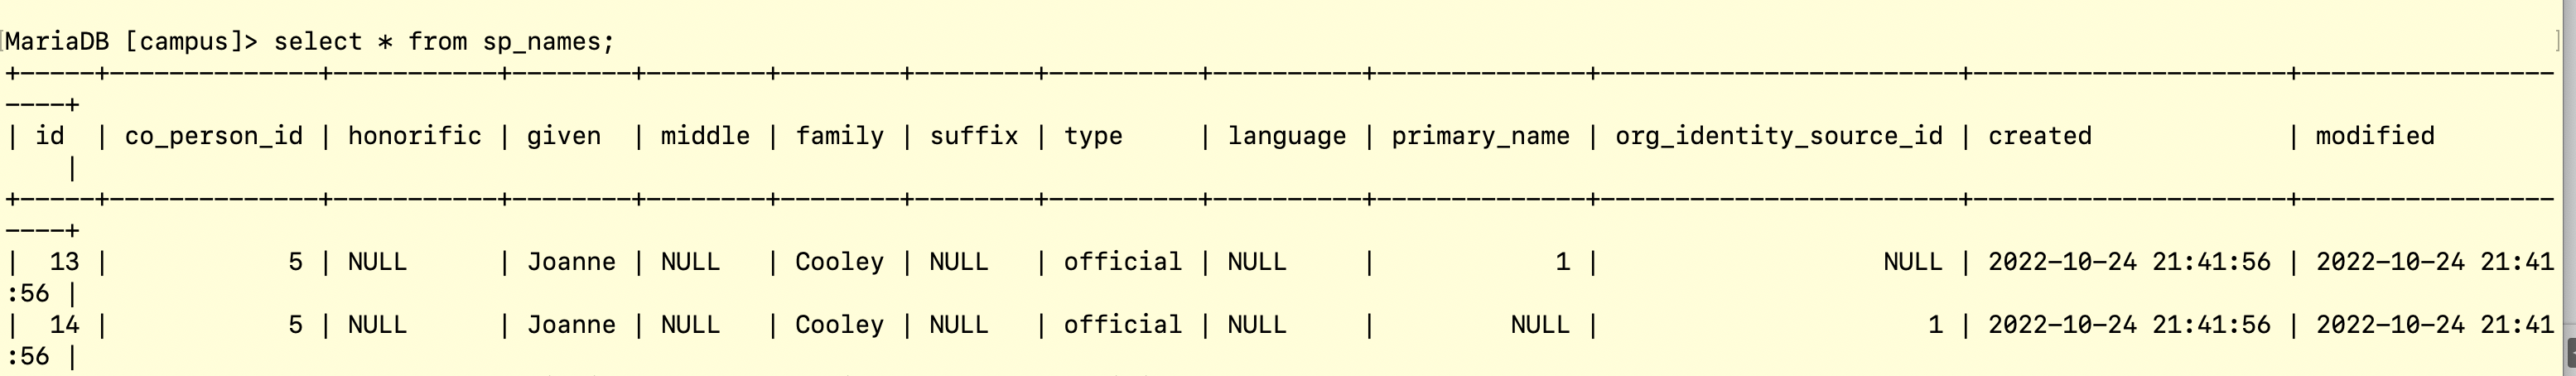 MariaDB [campus]> select * from sp_names;
+-----+--------------+-----------+--------+--------+--------+--------+----------+----------+--------------+------------------------+---------------------+-----------------
----+
| id  | co_person_id | honorific | given  | middle | family | suffix | type     | language | primary_name | org_identity_source_id | created             | modified
    |
+-----+--------------+-----------+--------+--------+--------+--------+----------+----------+--------------+------------------------+---------------------+-----------------
----+
|  13 |            5 | NULL      | Joanne | NULL   | Cooley | NULL   | official | NULL     |            1 |                   NULL | 2022-10-24 21:41:56 | 2022-10-24 21:41
:56 |
|  14 |            5 | NULL      | Joanne | NULL   | Cooley | NULL   | official | NULL     |         NULL |                      1 | 2022-10-24 21:41:56 | 2022-10-24 21:41
:56 |